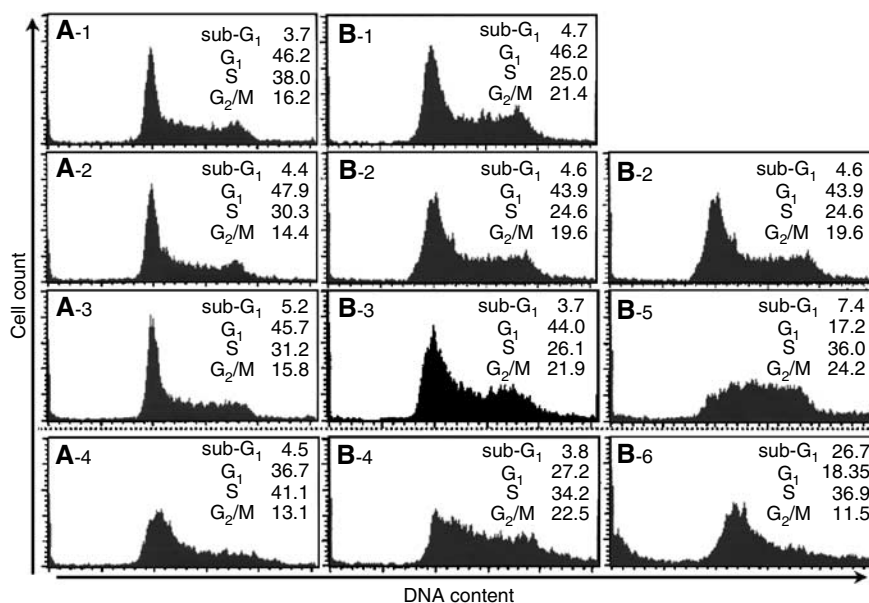 A-1
sub-G1 3.7
G1 46.2
S 38.0
G2/M 16.2
B-1
sub-G1 4.7
G1 46.2
S 25.0
G2/M 21.4
A-2
sub-G1 4.4
G1 47.9
S 30.3
G2/M 14.4
B-2
sub-G1 4.6
G1 43.9
S 24.6
G2/M 19.6
B-2
sub-G1 4.6
G1 43.9
S 24.6
G2/M 19.6
A-3
sub-G1 5.2
G1 45.7
S 31.2
G2/M 15.8
B-3
sub-G1 3.7
G1 44.0
S 26.1
G2/M 21.9
B-5
sub-G1 7.4
G1 17.2
S 36.0
G2/M 24.2
A-4
sub-G1 4.5
G1 36.7
S 41.1
G2/M 13.1
B-4
sub-G1 3.8
G1 27.2
S 34.2
G2/M 22.5
B-6
sub-G1 26.7
G1 18.35
S 36.9
G2/M 11.5
Cell count
DNA content